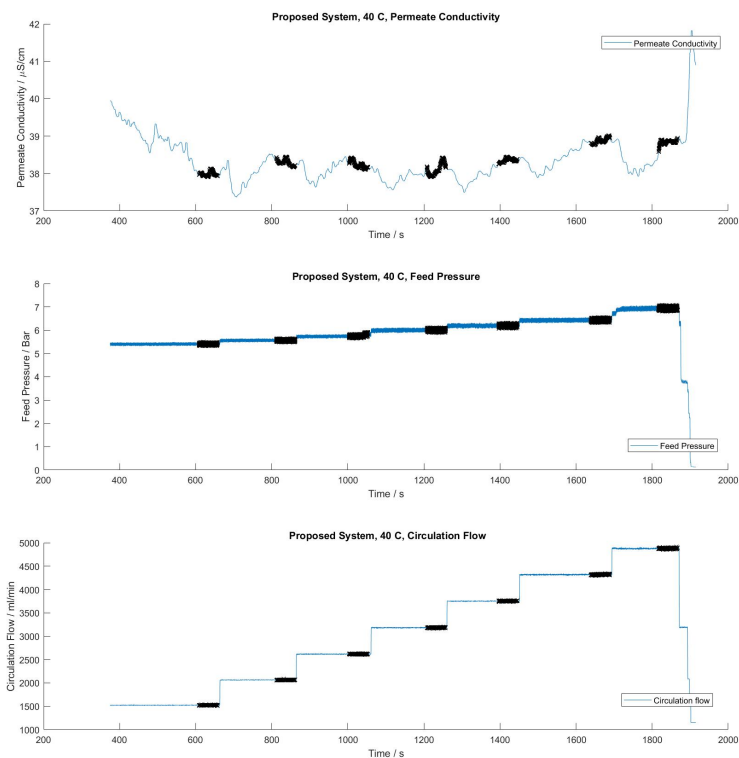 Proposed System, 40 C, Permeate Conductivity
42
41
40
39
38
37
Permeate Conductivity / μS/cm
Permeate Conductivity
200 400 600 800 1000 1200 1400 1600 1800 2000
Time / s
Proposed System, 40 C, Feed Pressure
8
7
6
5
4
3
2
1
0
Feed Pressure / Bar
Feed Pressure
200 400 600 800 1000 1200 1400 1600 1800 2000
Time / s
Proposed System, 40 C, Circulation Flow
5000
4500
4000
3500
3000
2500
2000
1500
1000
Circulation Flow / ml/min
Circulation flow
200 400 600 800 1000 1200 1400 1600 1800 2000
Time / s